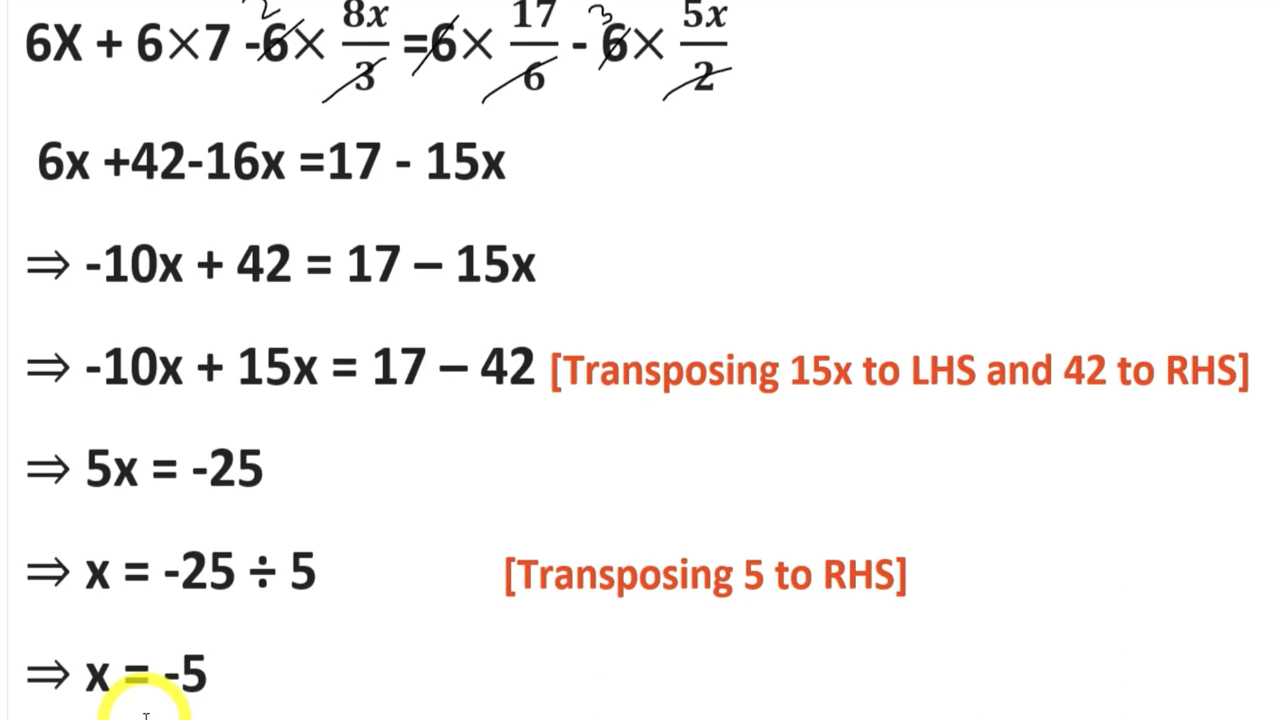 2 3
6X + 6×7 -6× 8x/3 =6× 17/6 - 6× 5x/2
6x +42-16x =17 - 15x
⇒ -10x + 42 = 17 – 15x
⇒ -10x + 15x = 17 – 42 [Transposing 15x to LHS and 42 to RHS]
⇒ 5x = -25
⇒ x = -25 ÷ 5 [Transposing 5 to RHS]
⇒ x = -5